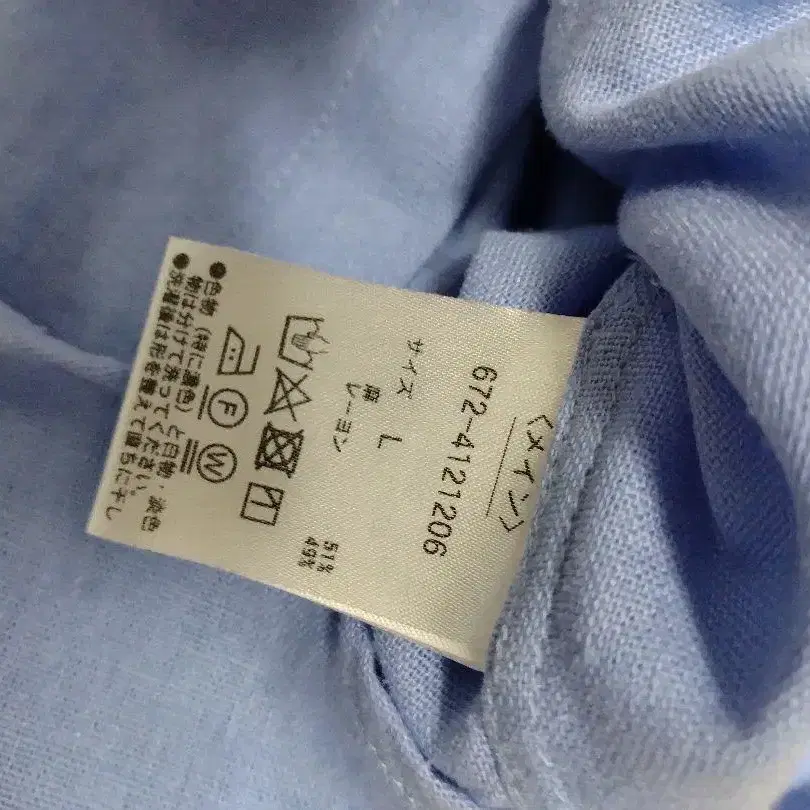 〈メイン〉
672-4121206
サイズ L
麻 51%
レーヨン 49%
F W
●色物(特に濃色)と白物、淡色
物は分けて洗ってください。
●洗濯後は形を整えて直ちに干し